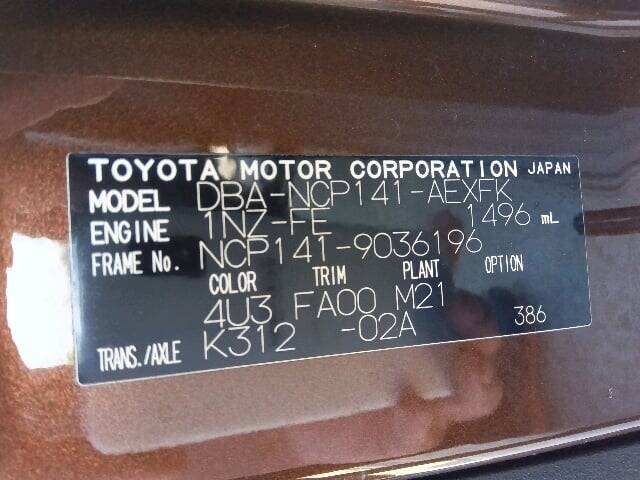 TOYOTA MOTOR CORPORATION JAPAN
MODEL DBA-NCP141-AEXFK
ENGINE 1NZ-FE 1496 mL
FRAME No. NCP141-9036196
COLOR TRIM PLANT OPTION
4U3 FA00 M21
TRANS./AXLE K312 -02A 386